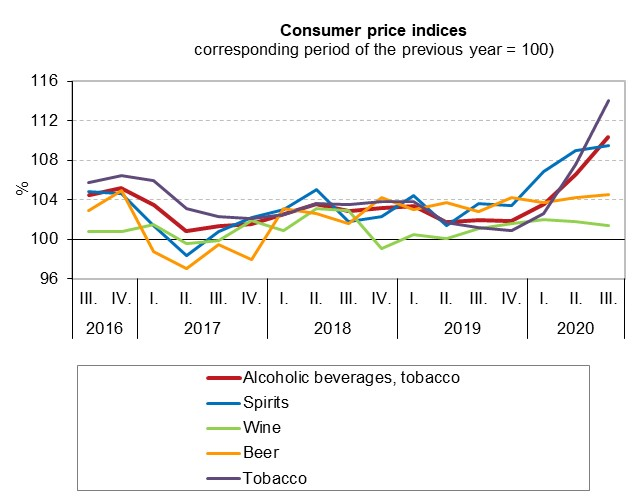 Consumer price indices
corresponding period of the previous year = 100)
116
112
108
104
100
96
%
III. IV. I. II. III. IV. I. II. III. IV. I. II. III. IV. I. II. III.
2016 2017 2018 2019 2020
Alcoholic beverages, tobacco
Spirits
Wine
Beer
Tobacco